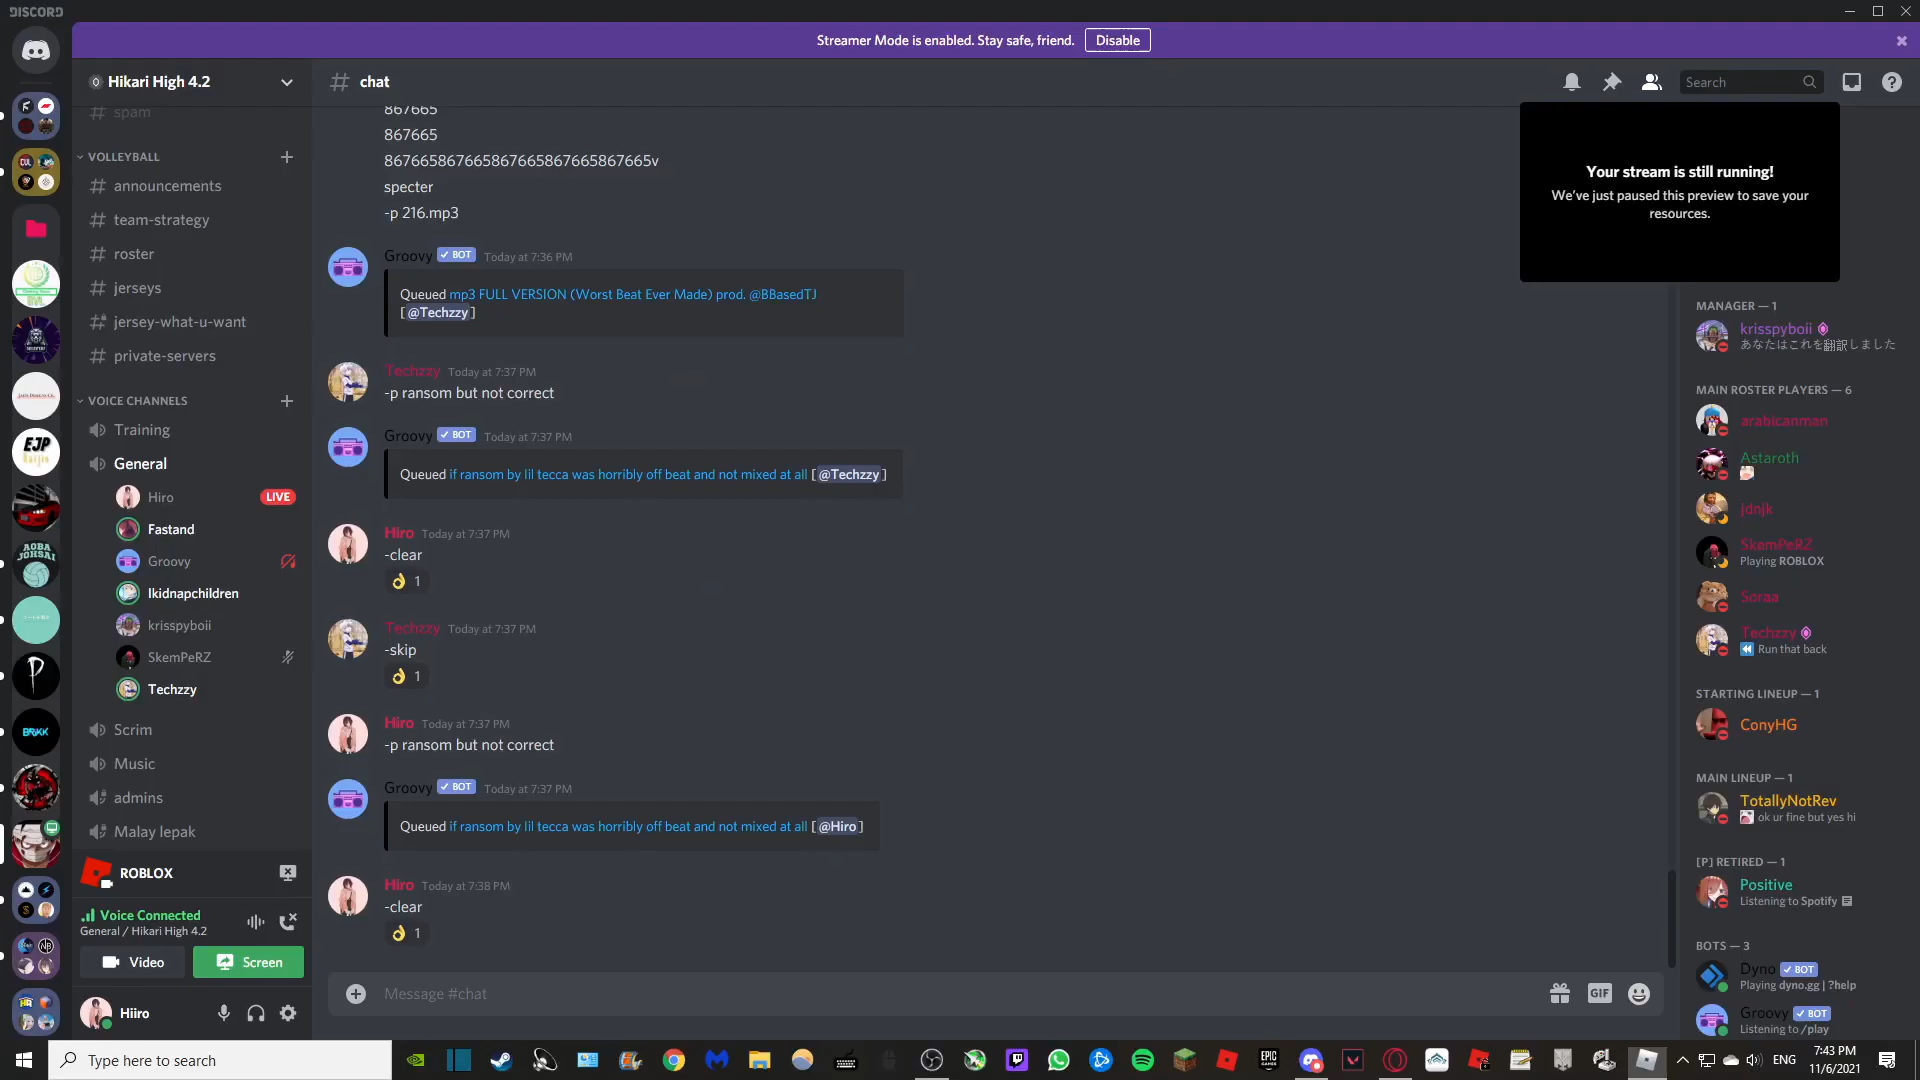 DISCORD
Streamer Mode is enabled. Stay safe, friend.
Disable
Hikari High 4.2
chat
Search
spam
VOLLEYBALL
announcements
team-strategy
roster
jerseys
jersey-what-u-want
private-servers
VOICE CHANNELS
Training
General
Hiro
LIVE
Fastand
Groovy
Ikidnapchildren
krisspyboii
SkemPeRZ
Techzzy
Scrim
Music
admins
Malay lepak
ROBLOX
Voice Connected
General / Hikari High 4.2
Video
Screen
Hiiro
867665
867665
867665867665867665867665867665v
specter
-p 216.mp3
Groovy BOT Today at 7:36 PM
Queued mp3 FULL VERSION (Worst Beat Ever Made) prod. @BBasedTJ
[@Techzzy]
Techzzy Today at 7:37 PM
-p ransom but not correct
Groovy BOT Today at 7:37 PM
Queued if ransom by lil tecca was horribly off beat and not mixed at all [@Techzzy]
Hiro Today at 7:37 PM
-clear
1
Techzzy Today at 7:37 PM
-skip
1
Hiro Today at 7:37 PM
-p ransom but not correct
Groovy BOT Today at 7:37 PM
Queued if ransom by lil tecca was horribly off beat and not mixed at all [@Hiro]
Hiro Today at 7:38 PM
-clear
1
Message #chat
GIF
Your stream is still running!
We've just paused this preview to save your
resources.
MANAGER — 1
krisspyboii
あなたはこれを翻訳しました
MAIN ROSTER PLAYERS — 6
arabicanman
Astaroth
jdnjk
SkemPeRZ
Playing ROBLOX
Soraa
Techzzy
Run that back
STARTING LINEUP — 1
ConyHG
MAIN LINEUP — 1
TotallyNotRev
ok ur fine but yes hi
[P] RETIRED — 1
Positive
Listening to Spotify
BOTS — 3
Dyno BOT
Playing dyno.gg | ?help
Groovy BOT
Listening to /play
EJP
AOBA
JOHSAI
BRIKK
Type here to search
EPIC
ENG
7:43 PM
11/6/2021